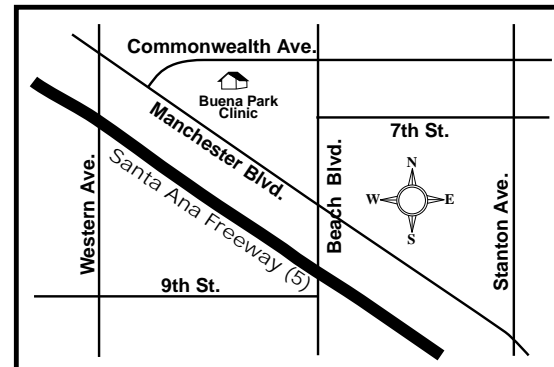 Commonwealth Ave.
Buena Park
Clinic
7th St.
Manchester Blvd.
Santa Ana Freeway (5)
Western Ave.
Beach Blvd.
Stanton Ave.
N
W
E
S
9th St.